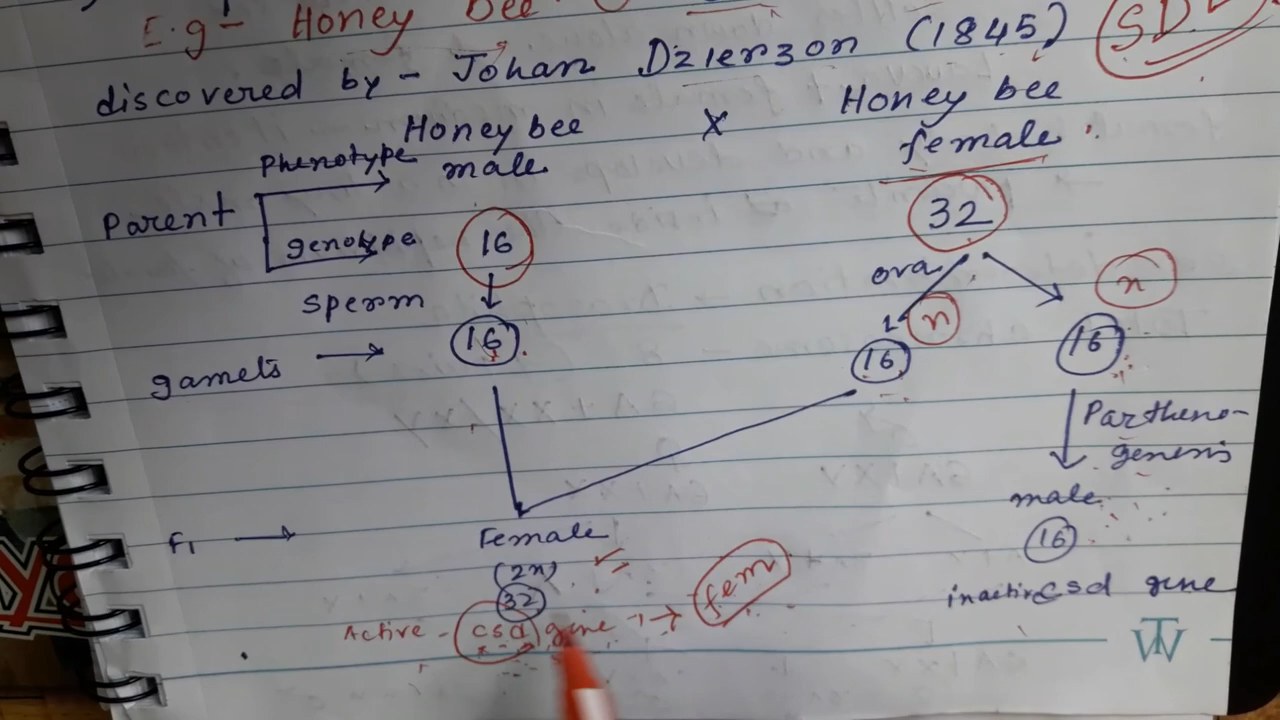 E.g - Honey bee
discovered by - Johan Dzierzon (1845)
Honey bee male X Honey bee female
Parent
Phenotype
genotype 16 32
sperm ova n n
gamets 16 16 16
Partheno-
genesis
male
F1 Female
(2n) 16
32 inactive csd gene
Active - csd gene → fem
TW